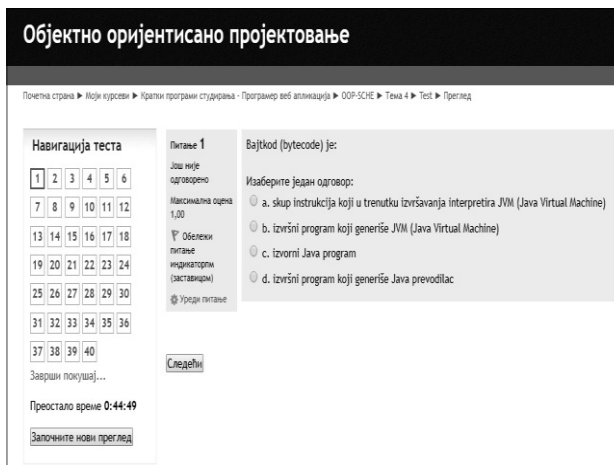 Објектно оријентисано пројектовање
Почетна страна ► Моји курсеви ► Кратки програми студирања - Програмер веб апликација ► OOP-SCHE ► Тема 4 ► Test ► Преглед
Навигација теста
1 2 3 4 5 6
7 8 9 10 11 12
13 14 15 16 17 18
19 20 21 22 23 24
25 26 27 28 29 30
31 32 33 34 35 36
37 38 39 40
Заврши покушај...
Преостало време 0:44:49
Започните нови преглед
Питање 1
Још није
одговорено
Максимална оцена
1,00
Обележи
питање
индикаторпм
(заставицом)
Уреди питање
Bajtkod (bytecode) je:
Изаберите један одговор:
a. skup instrukcija koji u trenutku izvršavanja interpretira JVM (Java Virtual Machine)
b. izvršni program koji generiše JVM (Java Virtual Machine)
c. izvorni Java program
d. izvršni program koji generiše Java prevodilac
Следећи